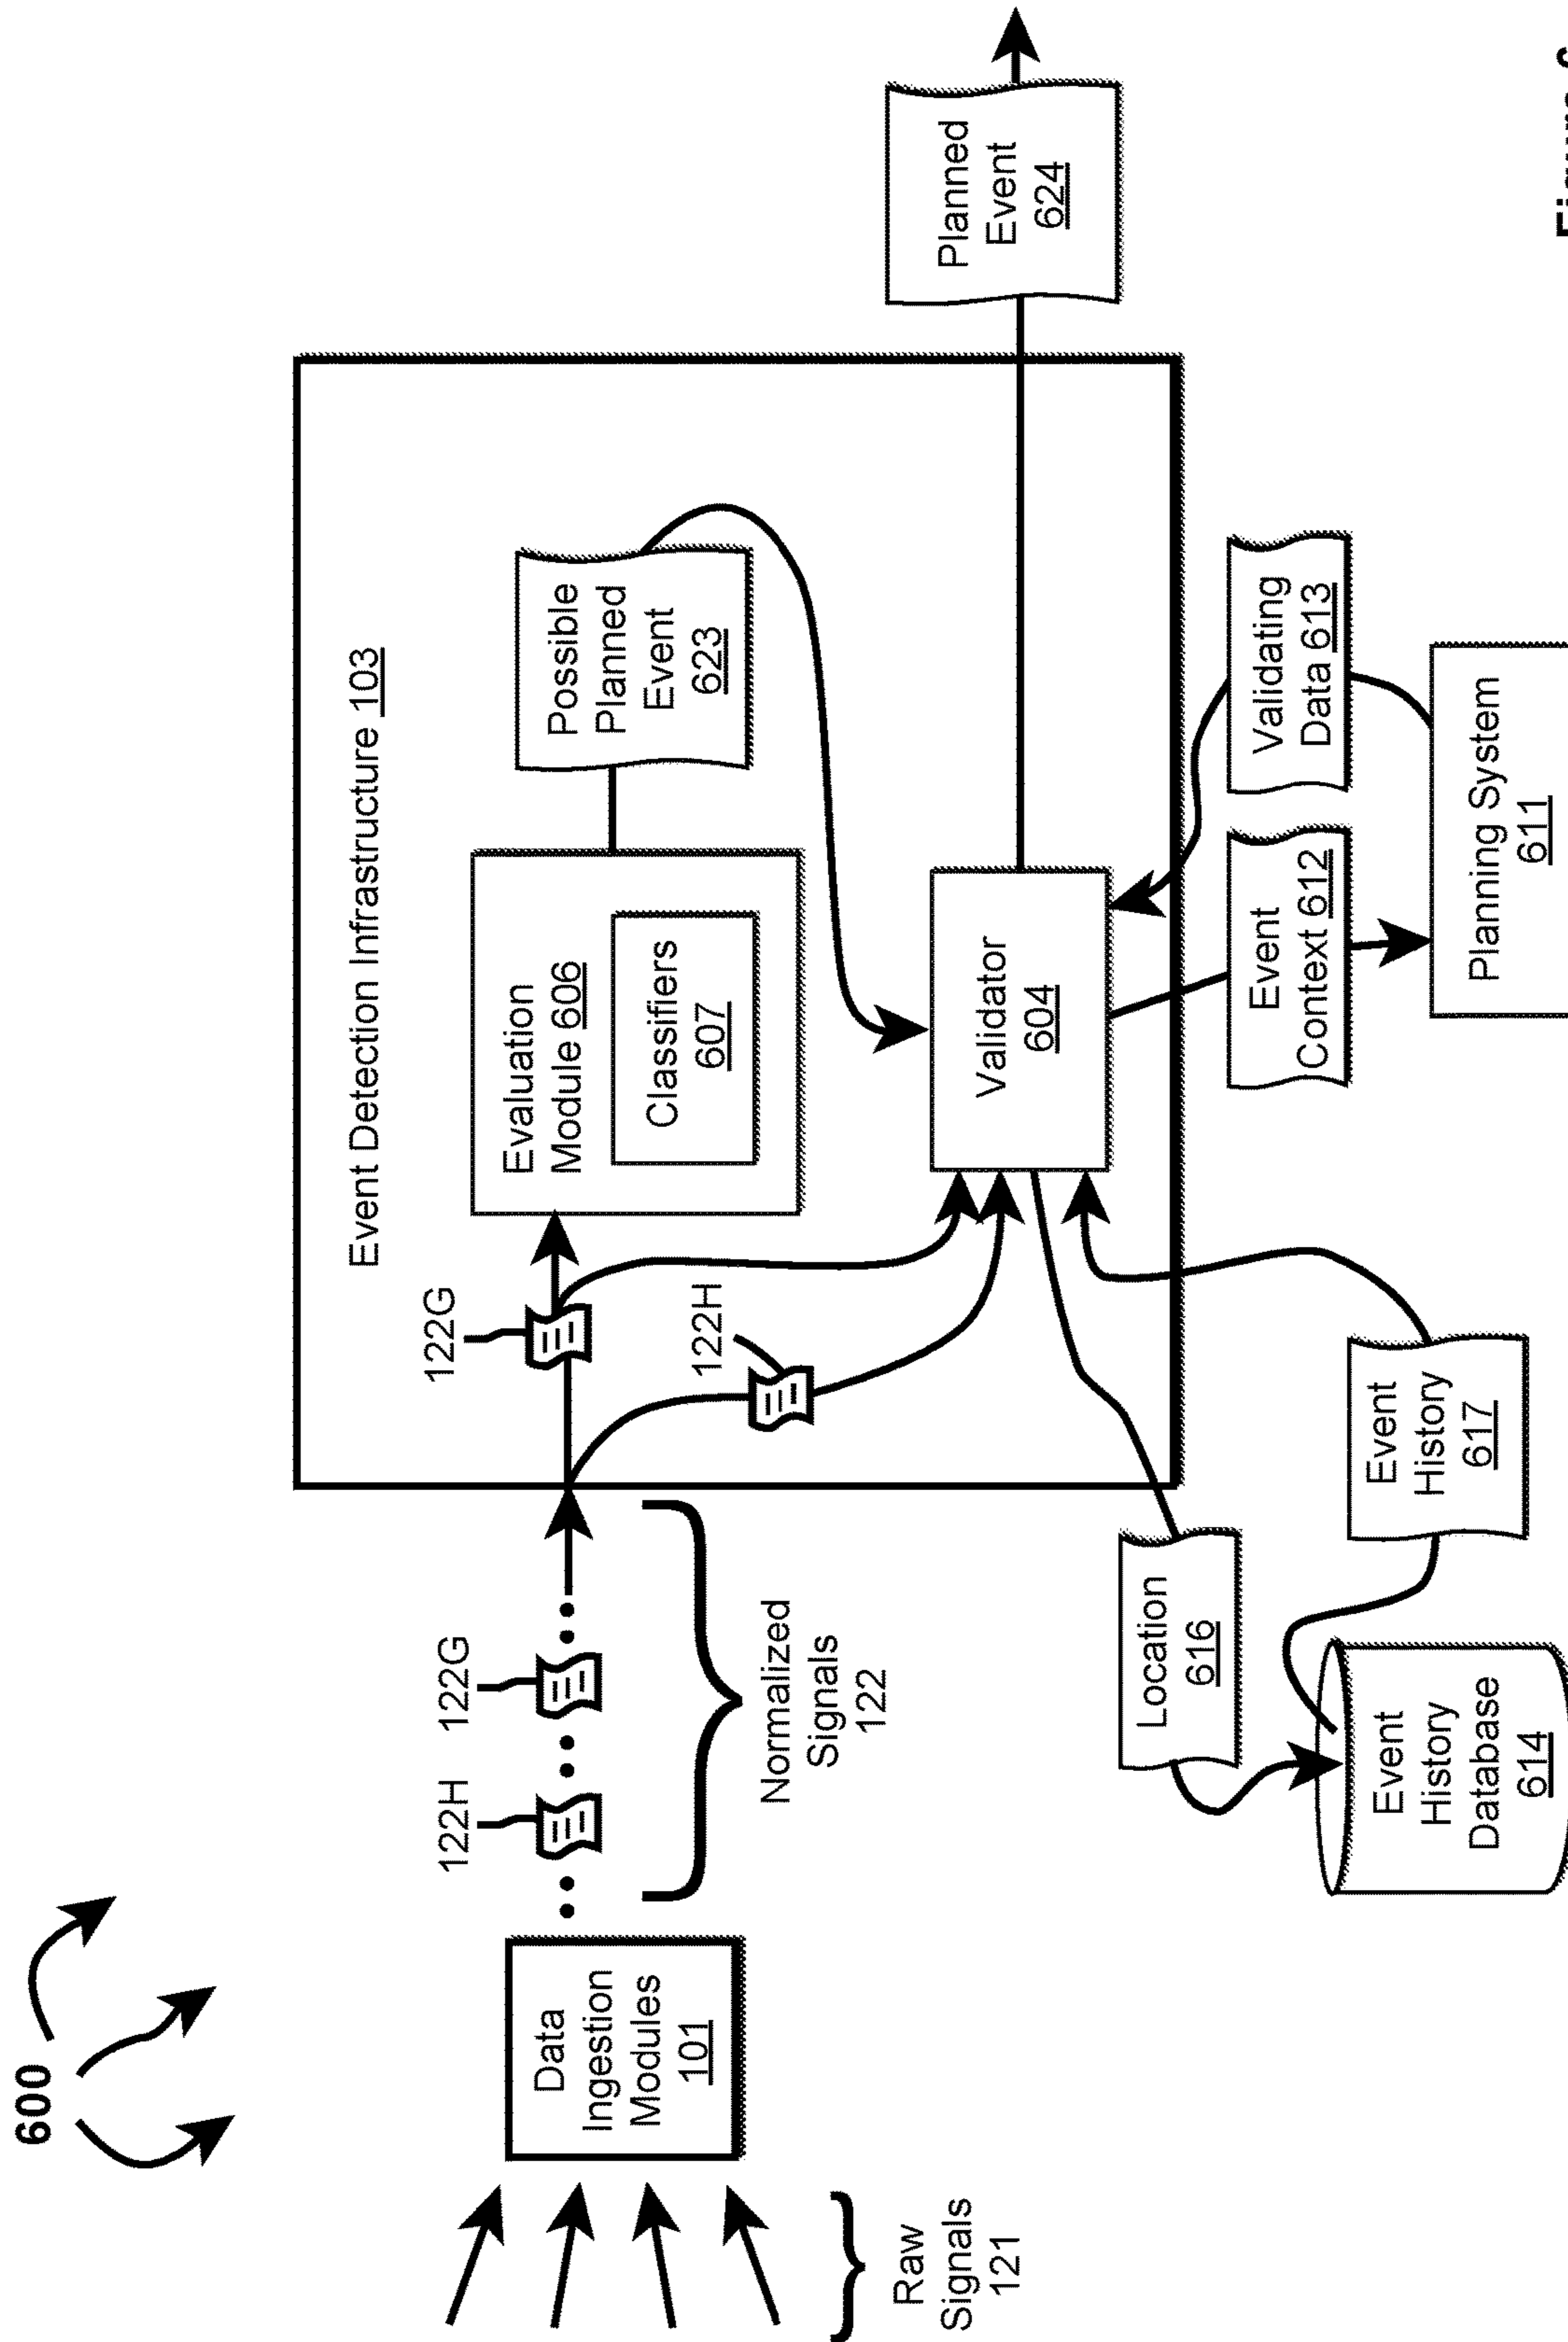 600
Raw
Signals
121
Data
Ingestion
Modules
101
122H
122G
Normalized
Signals
122
Event Detection Infrastructure 103
122G
122H
Evaluation
Module 606
Classifiers
607
Possible
Planned
Event
623
Validator
604
Planned
Event
624
Location
616
Event
History
Database
614
Event
History
617
Event
Context 612
Validating
Data 613
Planning System
611